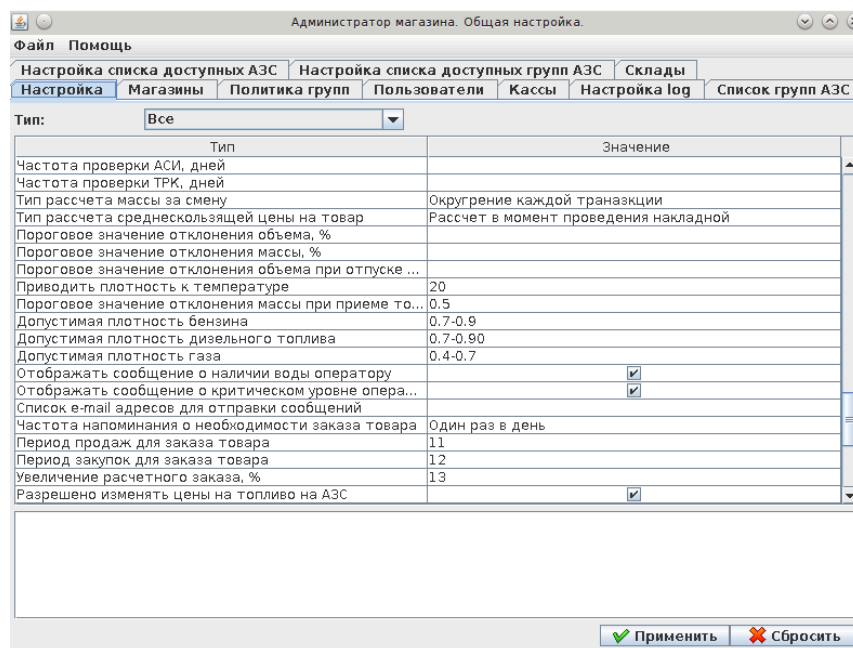 Администратор магазина. Общая настройка.
Файл Помощь
Настройка списка доступных АЗС Настройка списка доступных групп АЗС Склады
Настройка Магазины Политика групп Пользователи Кассы Настройка log Список групп АЗС
Тип: Все
Тип Значение
Частота проверки АСИ, дней
Частота проверки ТРК, дней
Тип рассчета массы за смену Округрение каждой траназкции
Тип рассчета среднескользящей цены на товар Рассчет в момент проведения накладной
Пороговое значение отклонения объема, %
Пороговое значение отклонения массы, %
Пороговое значение отклонения объема при отпуске ...
Приводить плотность к температуре 20
Пороговое значение отклонения массы при приеме то... 0.5
Допустимая плотность бензина 0.7-0.9
Допустимая плотность дизельного топлива 0.7-0.90
Допустимая плотность газа 0.4-0.7
Отображать сообщение о наличии воды оператору
Отображать сообщение о критическом уровне опера...
Список e-mail адресов для отправки сообщений
Частота напоминания о необходимости заказа товара Один раз в день
Период продаж для заказа товара 11
Период закупок для заказа товара 12
Увеличение расчетного заказа, % 13
Разрешено изменять цены на топливо на АЗС
Применить Сбросить